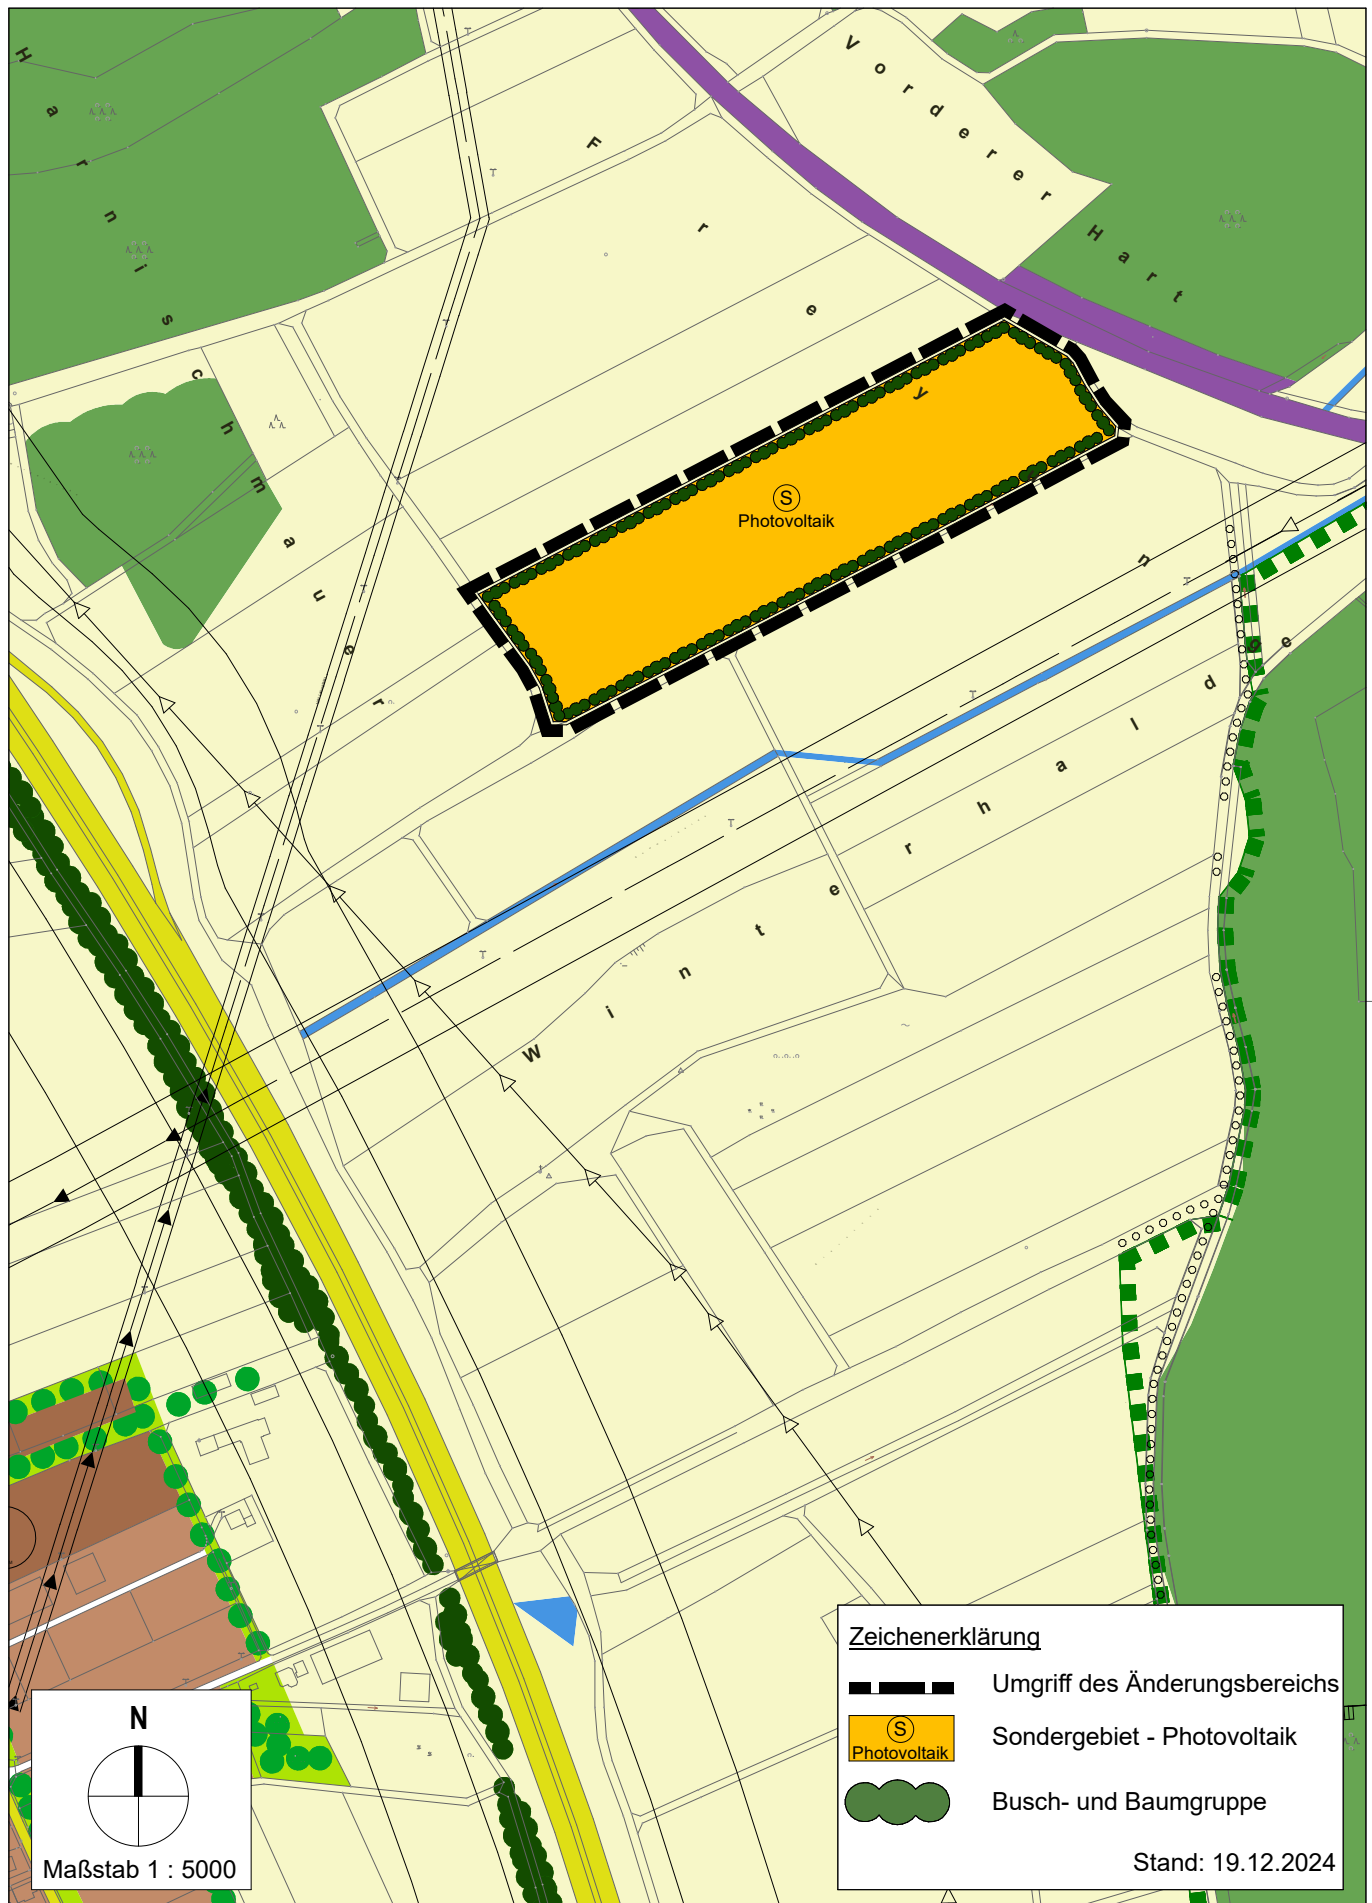 Harnischmauer
Frey
Vorderer Hart
Winterhalde
n
g
S
Photovoltaik
N
Maßstab 1 : 5000
Zeichenerklärung
Umgriff des Änderungsbereichs
S
Photovoltaik
Sondergebiet - Photovoltaik
Busch- und Baumgruppe
Stand: 19.12.2024